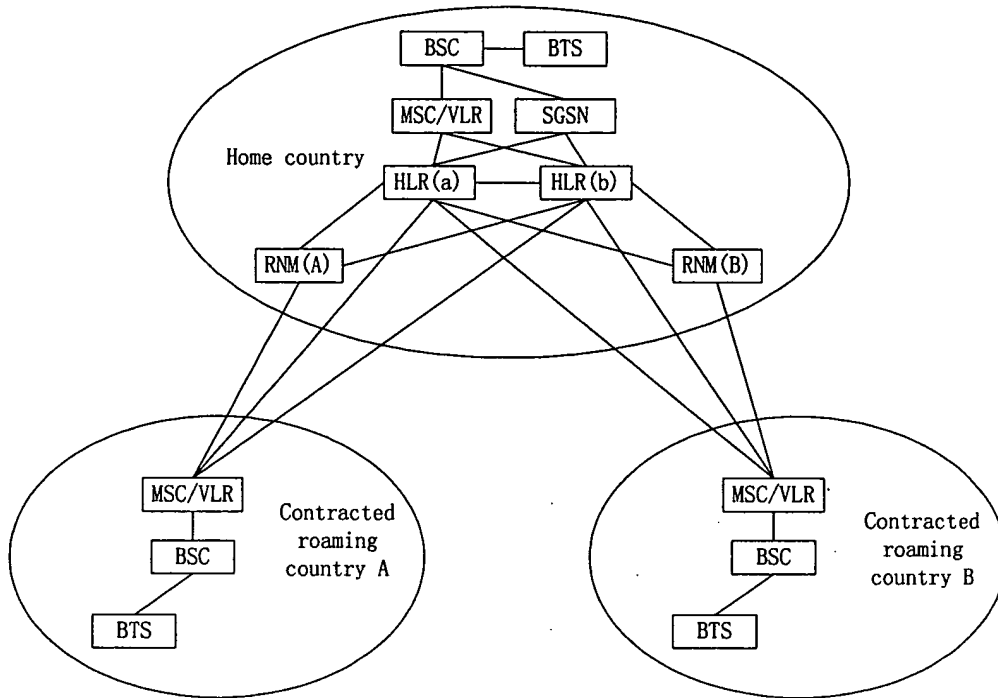 BSC
BTS
MSC/VLR
SGSN
Home country
HLR(a)
HLR(b)
RNM(A)
RNM(B)
MSC/VLR
Contracted
roaming
country A
BSC
BTS
MSC/VLR
Contracted
roaming
country B
BSC
BTS